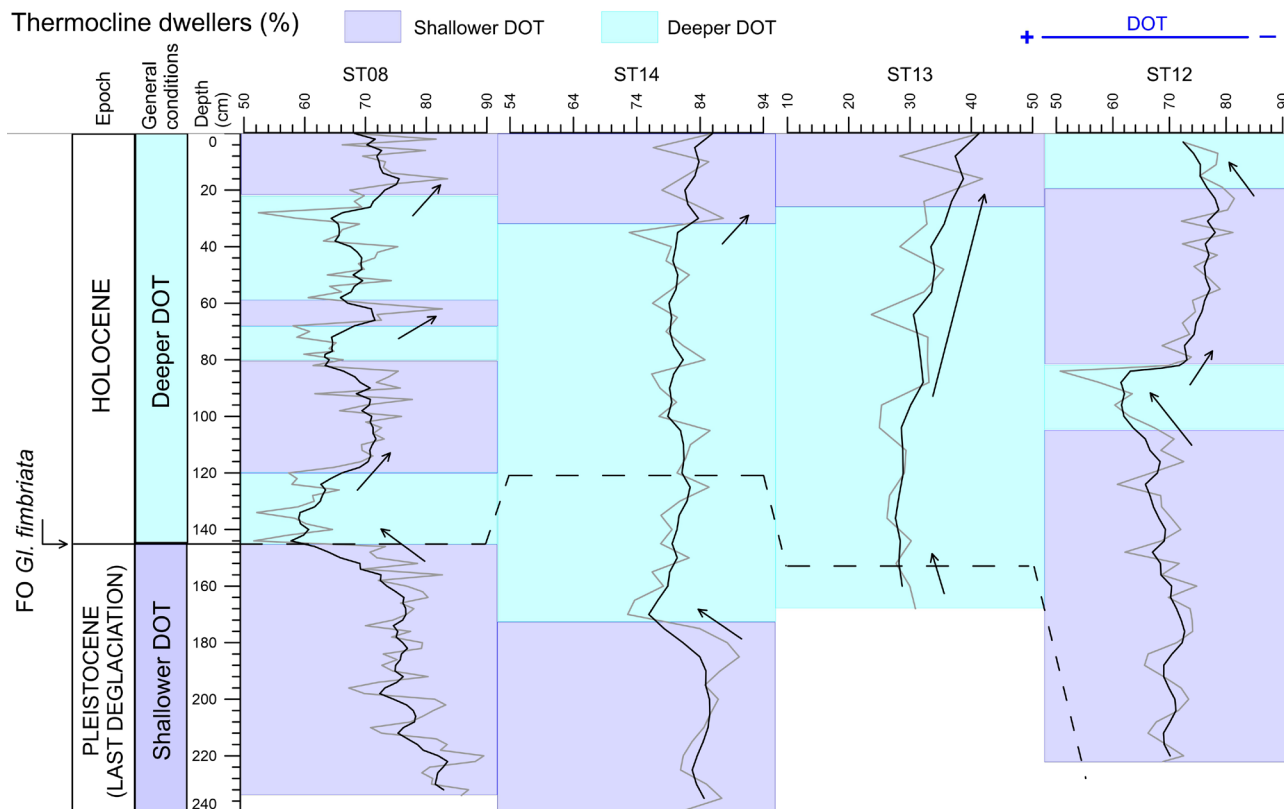 Thermocline dwellers (%)
Shallower DOT
Deeper DOT
+ DOT −
Epoch
General conditions
Depth (cm)
ST08
50 60 70 80 90
ST14
54 64 74 84 94
ST13
10 20 30 40 50
ST12
50 60 70 80 90
0
20
40
60
80
100
120
140
160
180
200
220
240
HOLOCENE
Deeper DOT
FO Gl. fimbriata
PLEISTOCENE
(LAST DEGLACIATION)
Shallower DOT